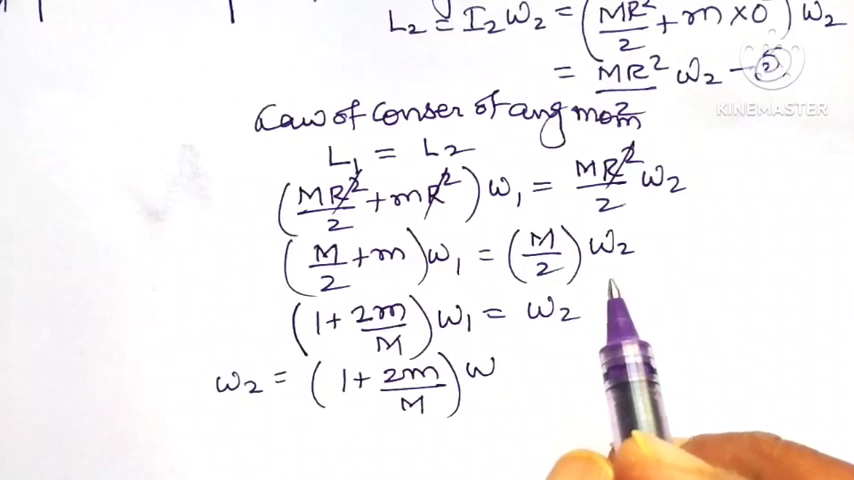 L₂ = I₂ω₂ = (MR²/2 + m × 0) ω₂
= MR²/2 ω₂ — 5
KINEMASTER
Law of conser of ang mom
L₁ = L₂
(MR²/2 + mR²) ω₁ = MR²/2 ω₂
(M/2 + m) ω₁ = (M/2) ω₂
(1 + 2m/M) ω₁ = ω₂
ω₂ = (1 + 2m/M) ω